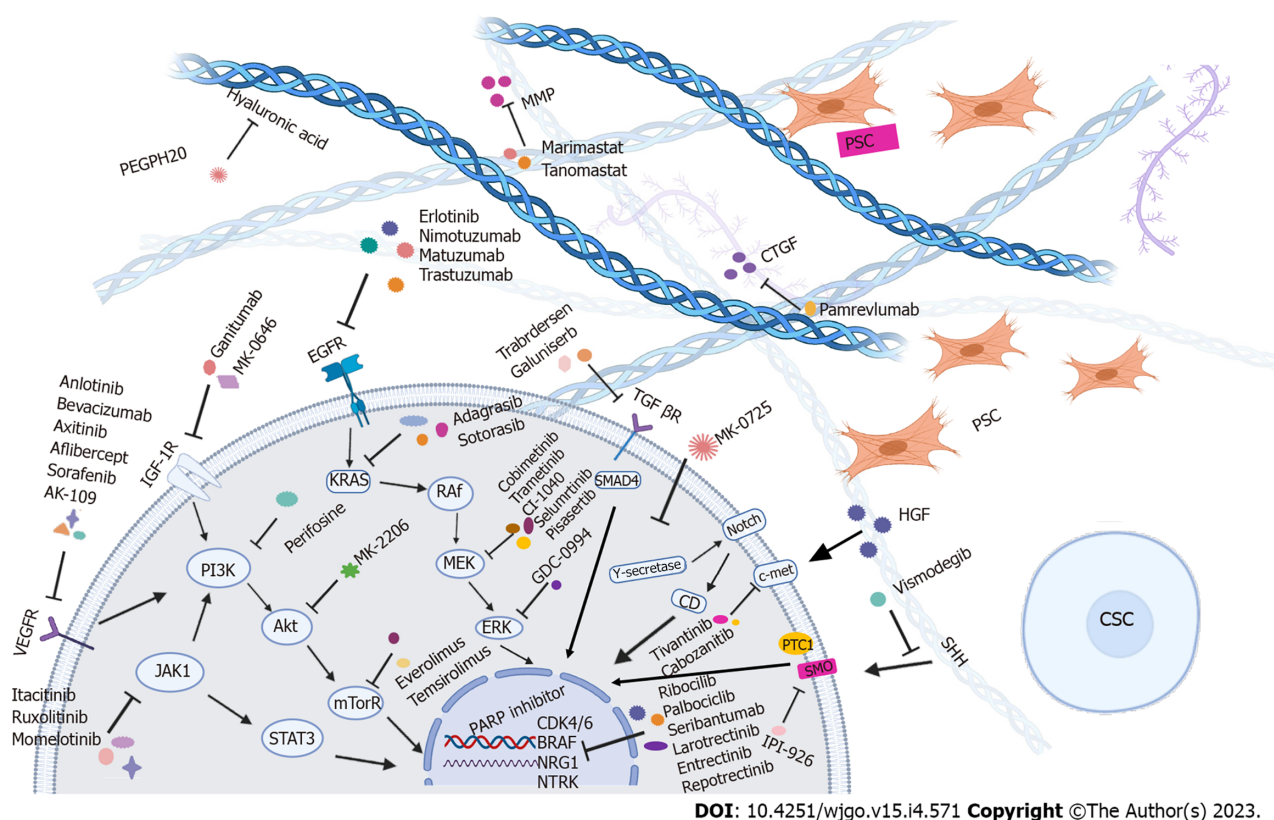 Hyaluronic acid
PEGPH20
MMP
Marimastat
Tanomastat
PSC
Erlotinib
Nimotuzumab
Matuzumab
Trastuzumab
CTGF
Pamrevlumab
Ganitumab
MK-0646
EGFR
Trabrdersen
Galuniserb
TGF βR
Anlotinib
Bevacizumab
Axitinib
Aflibercept
Sorafenib
AK-109
IGF-1R
Adagrasib
Sotorasib
MK-0725
PSC
KRAS
RAf
Cobimetinib
Trametinib
CI-1040
Selumrtinib
Pisasertib
SMAD4
Perifosine
MK-2206
MEK
GDC-0994
Notch
HGF
Y-secretase
c-met
Vismodegib
PI3K
CD
VEGFR
Akt
ERK
Tivantinib
Cabozanitib
PTC1
SMO
SHH
CSC
JAK1
Everolimus
Temsirolimus
Itacitinib
Ruxolitinib
Momelotinib
mTorR
STAT3
PARP inhibitor
CDK4/6
BRAF
NRG1
NTRK
Ribocilib
Palbociclib
Seribantumab
Larotrectinib
Entrectinib
Repotrectinib
IPI-926
DOI: 10.4251/wjgo.v15.i4.571 Copyright ©The Author(s) 2023.